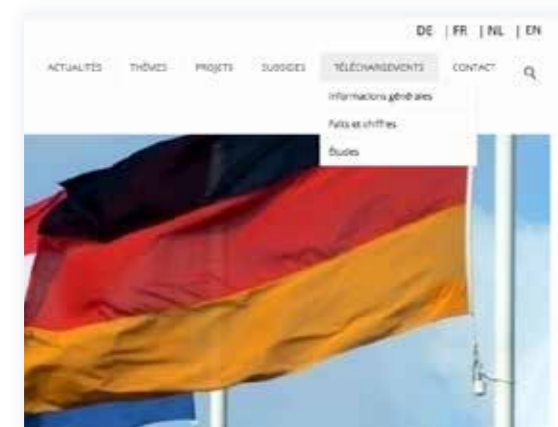 DE | FR | NL | EN
ACTUALITÉS THÈMES PROJETS SUBSIDES TÉLÉCHARGEMENTS CONTACT
Informations générales
Faits et chiffres
Études